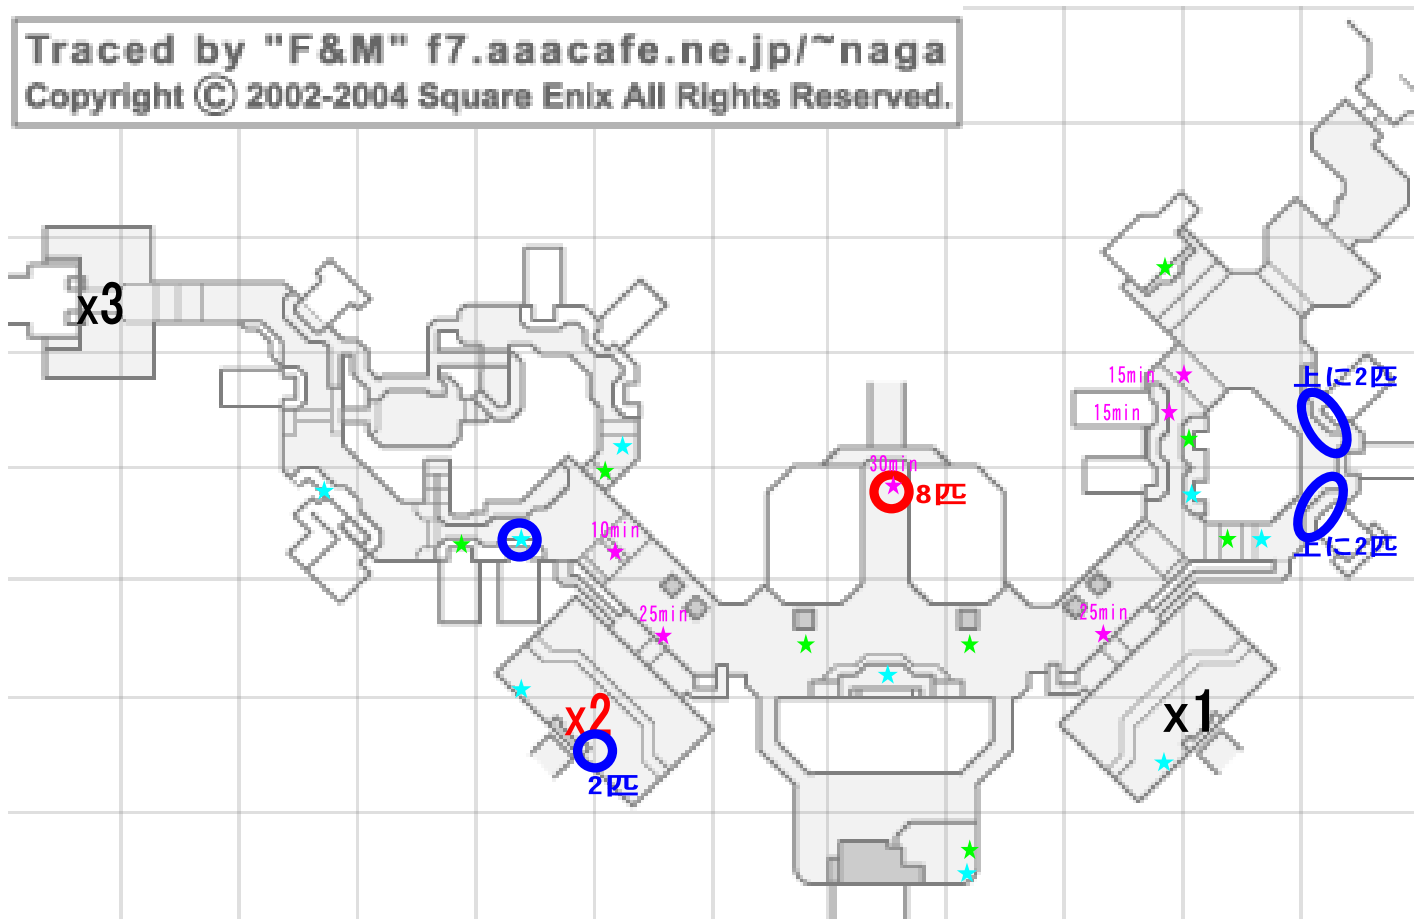 Traced by "F&M" f7.aaacafe.ne.jp/~naga
Copyright © 2002-2004 Square Enix All Rights Reserved.
x3
15min
上に2匹
15min
30min
8匹
10min
上に2匹
25min
25min
x2
x1
2匹